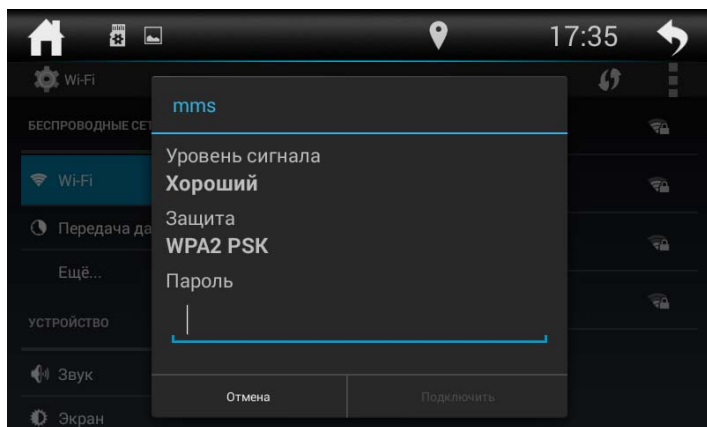 17:35
Wi-Fi
mms
БЕСПРОВОДНЫЕ СЕТ
Уровень сигнала
Хороший
Wi-Fi
Защита
Передача да
WPA2 PSK
Ещё...
Пароль
УСТРОЙСТВО
Звук
Отмена
Подключить
Экран